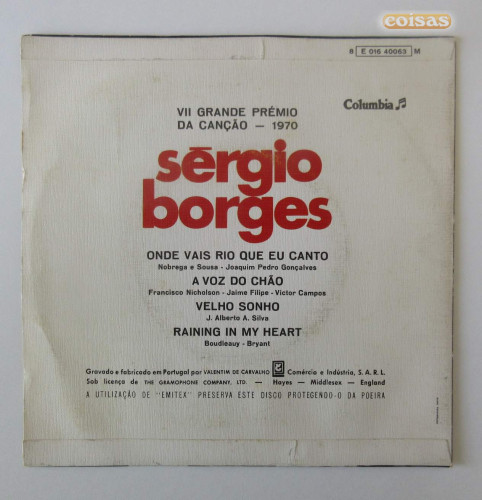 coisas
8 E 016 40063 M
VII GRANDE PRÉMIO
DA CANÇÃO — 1970
Columbia
sérgio
borges
ONDE VAIS RIO QUE EU CANTO
Nobrega e Sousa - Joaquim Pedro Gonçalves
A VOZ DO CHÃO
Francisco Nicholson - Jaime Filipe - Victor Campos
VELHO SONHO
J. Alberto A. Silva
RAINING IN MY HEART
Boudleauy - Bryant
Gravado e fabricado em Portugal por VALENTIM DE CARVALHO Comércio e Indústria, S. A. R. L.
Sob licença de THE GRAMOPHONE COMPANY, LTD. — Hayes — Middlesex — England
A UTILIZAÇÃO DE "EMITEX" PRESERVA ESTE DISCO PROTEGENDO-O DA POEIRA